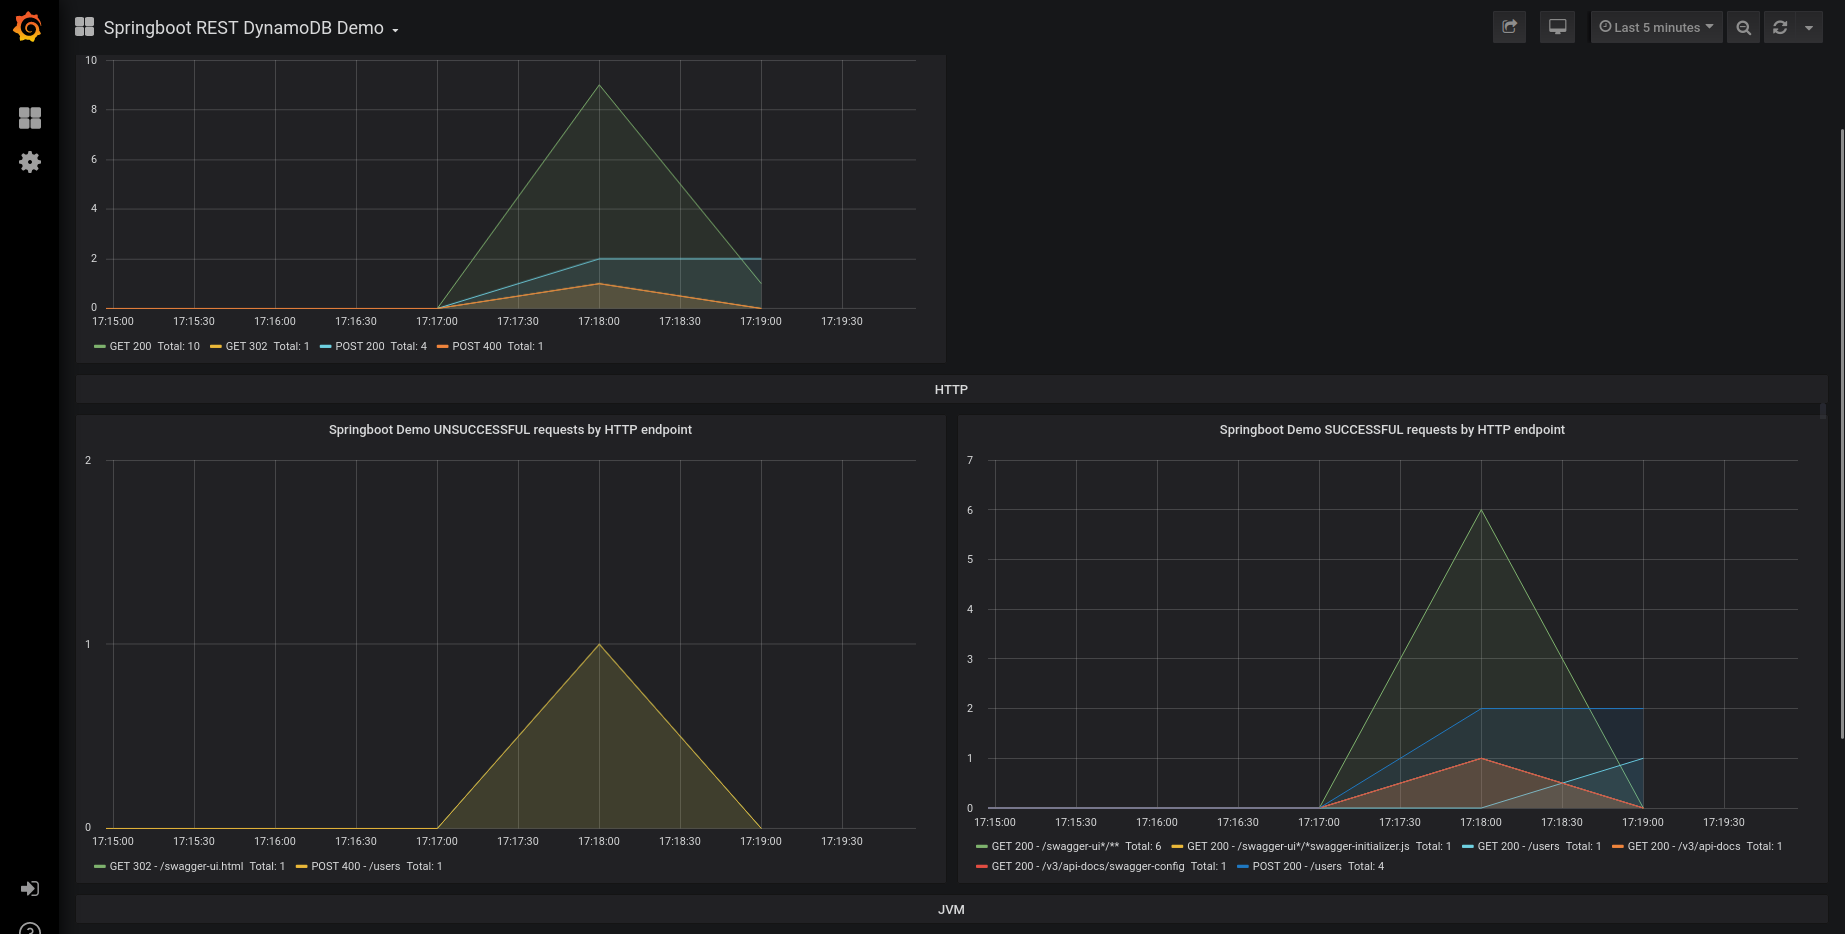 Springboot REST DynamoDB Demo
Last 5 minutes
10
8
6
4
2
0
17:15:00 17:15:30 17:16:00 17:16:30 17:17:00 17:17:30 17:18:00 17:18:30 17:19:00 17:19:30
GET 200 Total: 10 GET 302 Total: 1 POST 200 Total: 4 POST 400 Total: 1
HTTP
Springboot Demo UNSUCCESSFUL requests by HTTP endpoint
2
1
0
17:15:00 17:15:30 17:16:00 17:16:30 17:17:00 17:17:30 17:18:00 17:18:30 17:19:00 17:19:30
GET 302 - /swagger-ui.html Total: 1 POST 400 - /users Total: 1
Springboot Demo SUCCESSFUL requests by HTTP endpoint
7
6
5
4
3
2
1
0
17:15:00 17:15:30 17:16:00 17:16:30 17:17:00 17:17:30 17:18:00 17:18:30 17:19:00 17:19:30
GET 200 - /swagger-ui*/** Total: 6 GET 200 - /swagger-ui*/*swagger-initializer.js Total: 1 GET 200 - /users Total: 1 GET 200 - /v3/api-docs Total: 1
GET 200 - /v3/api-docs/swagger-config Total: 1 POST 200 - /users Total: 4
JVM